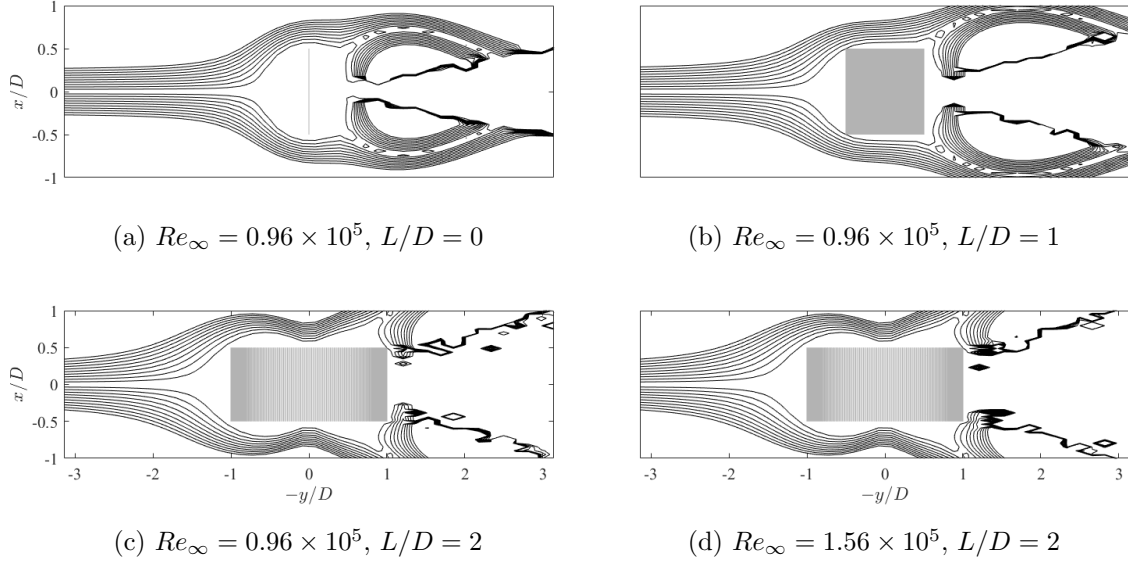 1
0.5
0
-0.5
-1
x/D
(a) Re∞ = 0.96 × 10⁵, L/D = 0
(b) Re∞ = 0.96 × 10⁵, L/D = 1
1
0.5
0
-0.5
-1
x/D
-3 -2 -1 0 1 2 3
−y/D
-3 -2 -1 0 1 2 3
−y/D
(c) Re∞ = 0.96 × 10⁵, L/D = 2
(d) Re∞ = 1.56 × 10⁵, L/D = 2